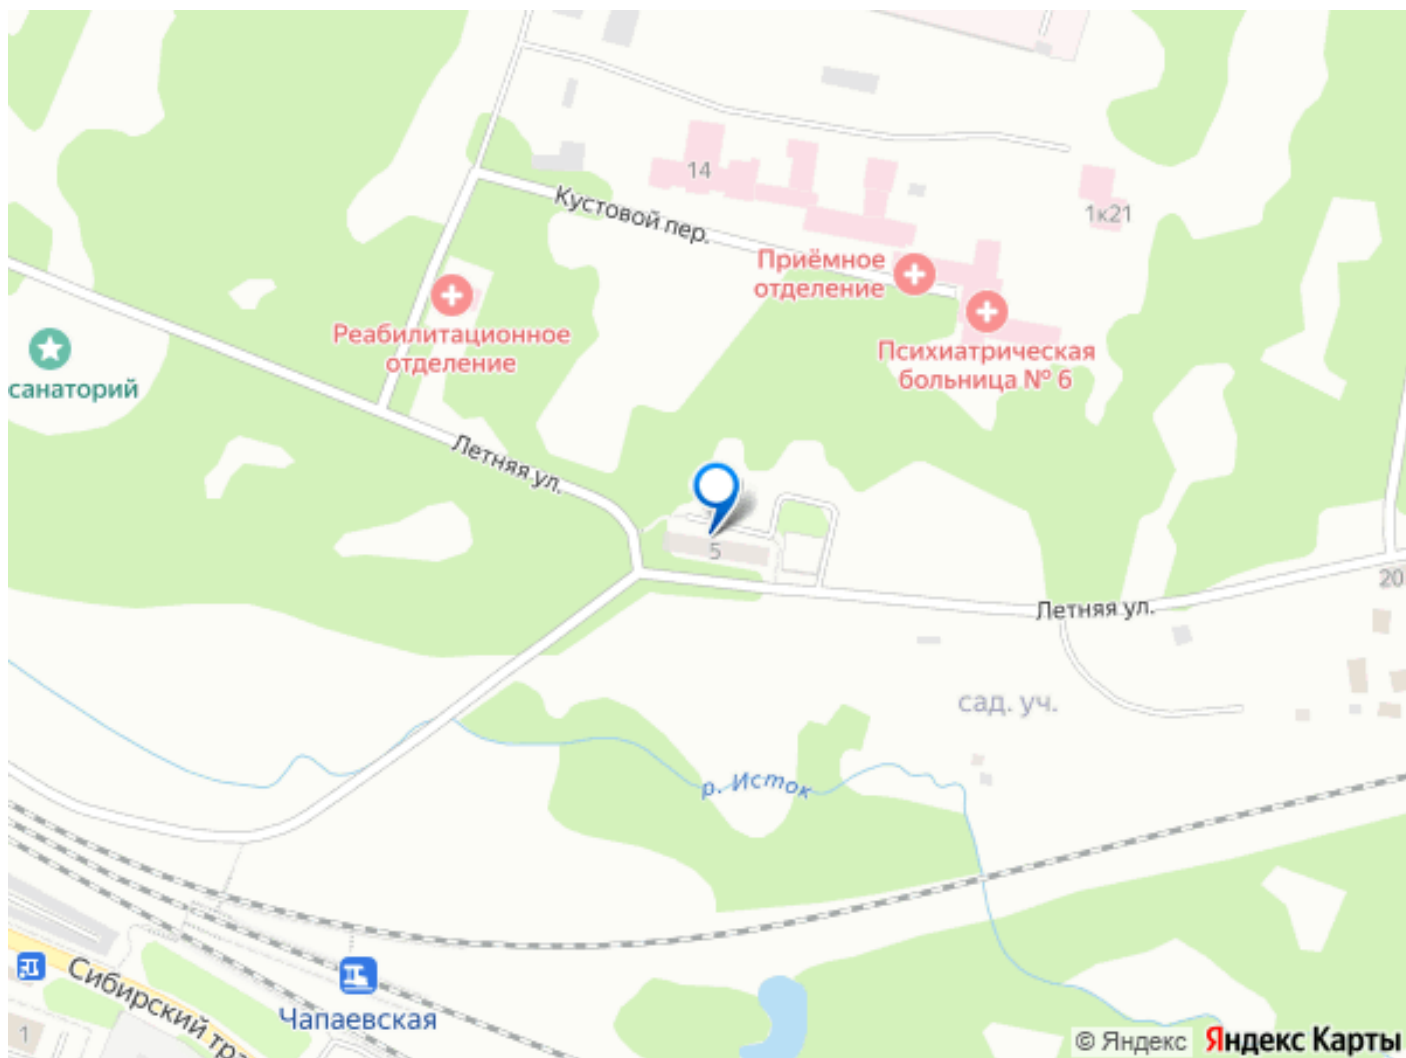 14
Кустовой пер.
1к21
Приёмное
отделение
Реабилитационное
отделение
Психиатрическая
больница № 6
санаторий
Летняя ул.
5
20
Летняя ул.
сад. уч.
р. Исток
Сибирский тра
Чапаевская
1
© Яндекс Яндекс Карты